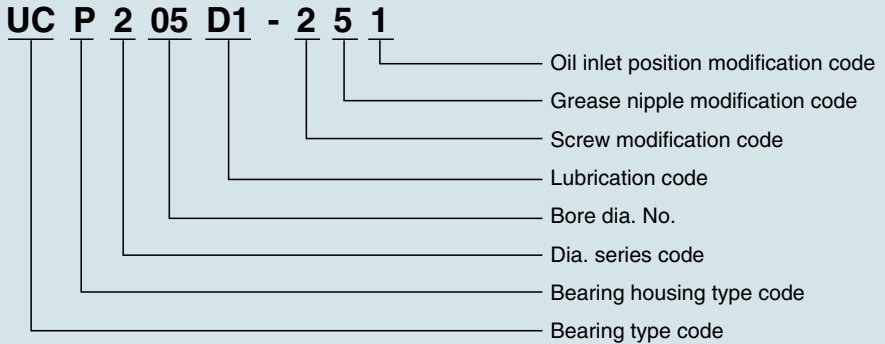 UC P 2 05 D1 - 2 5 1
Oil inlet position modification code
Grease nipple modification code
Screw modification code
Lubrication code
Bore dia. No.
Dia. series code
Bearing housing type code
Bearing type code